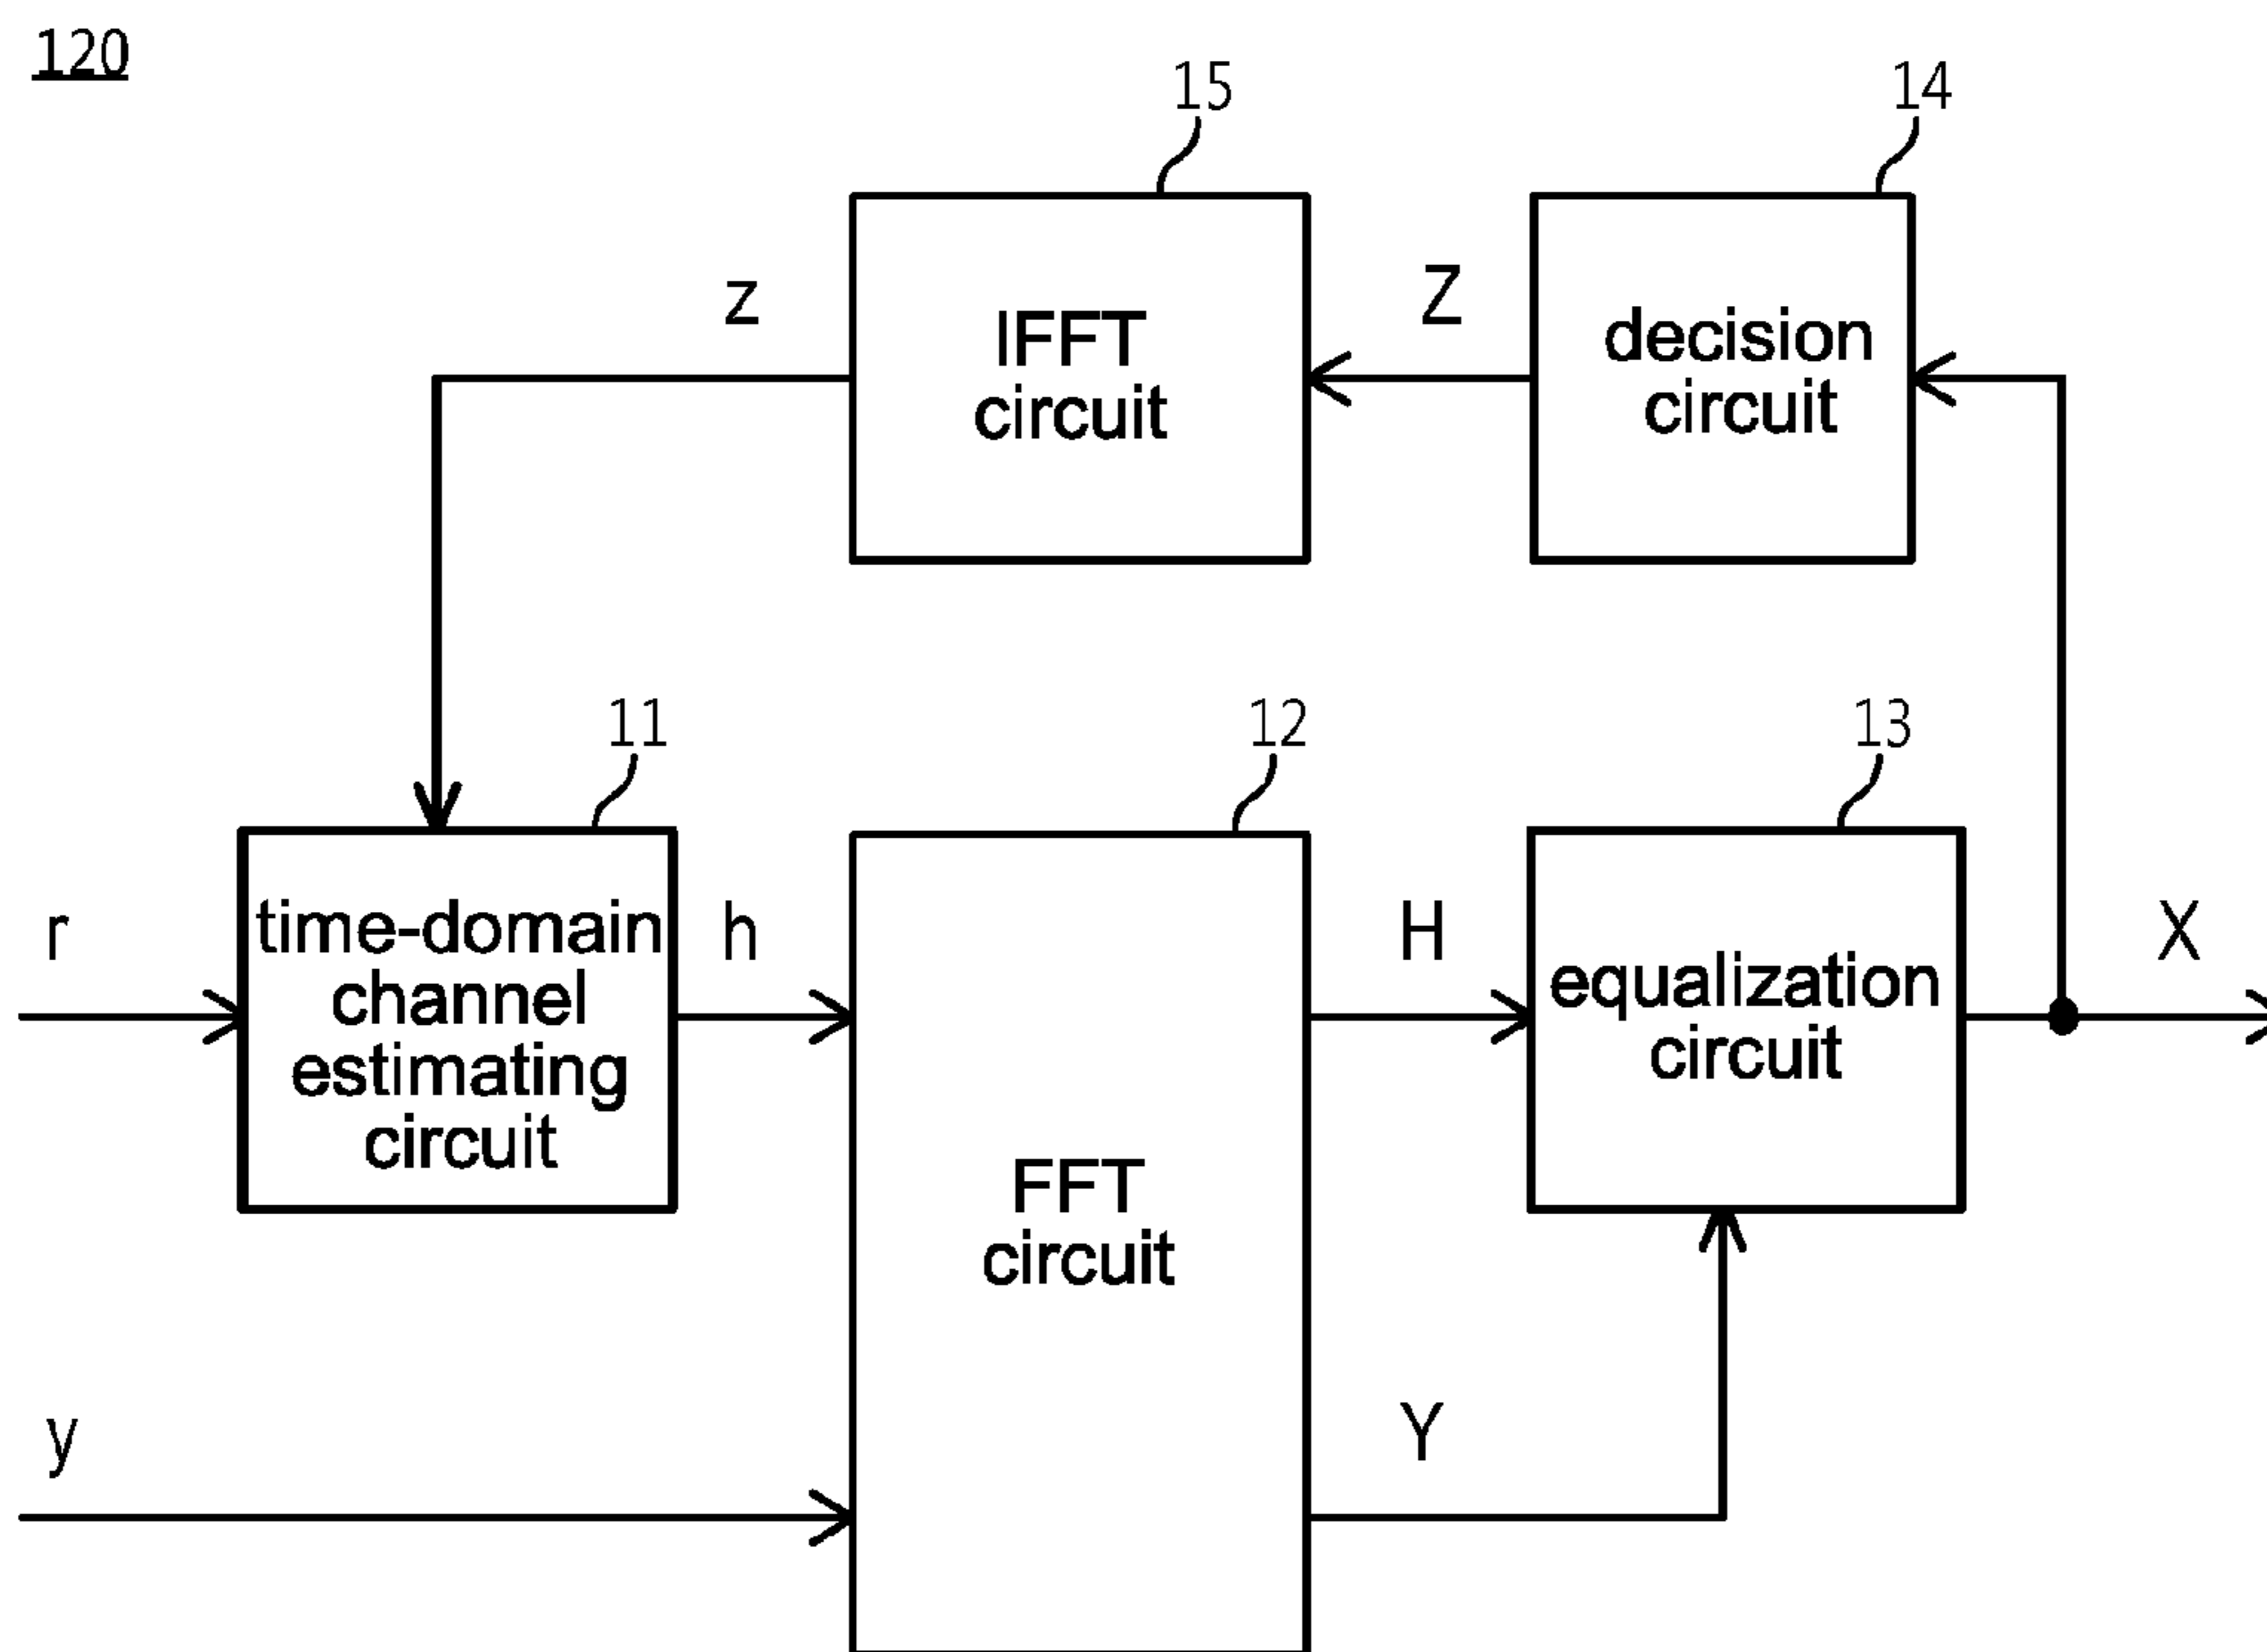 120
15
14
z
IFFT
circuit
Z
decision
circuit
11
12
13
r
time-domain
channel
estimating
circuit
h
FFT
circuit
H
equalization
circuit
X
y
Y